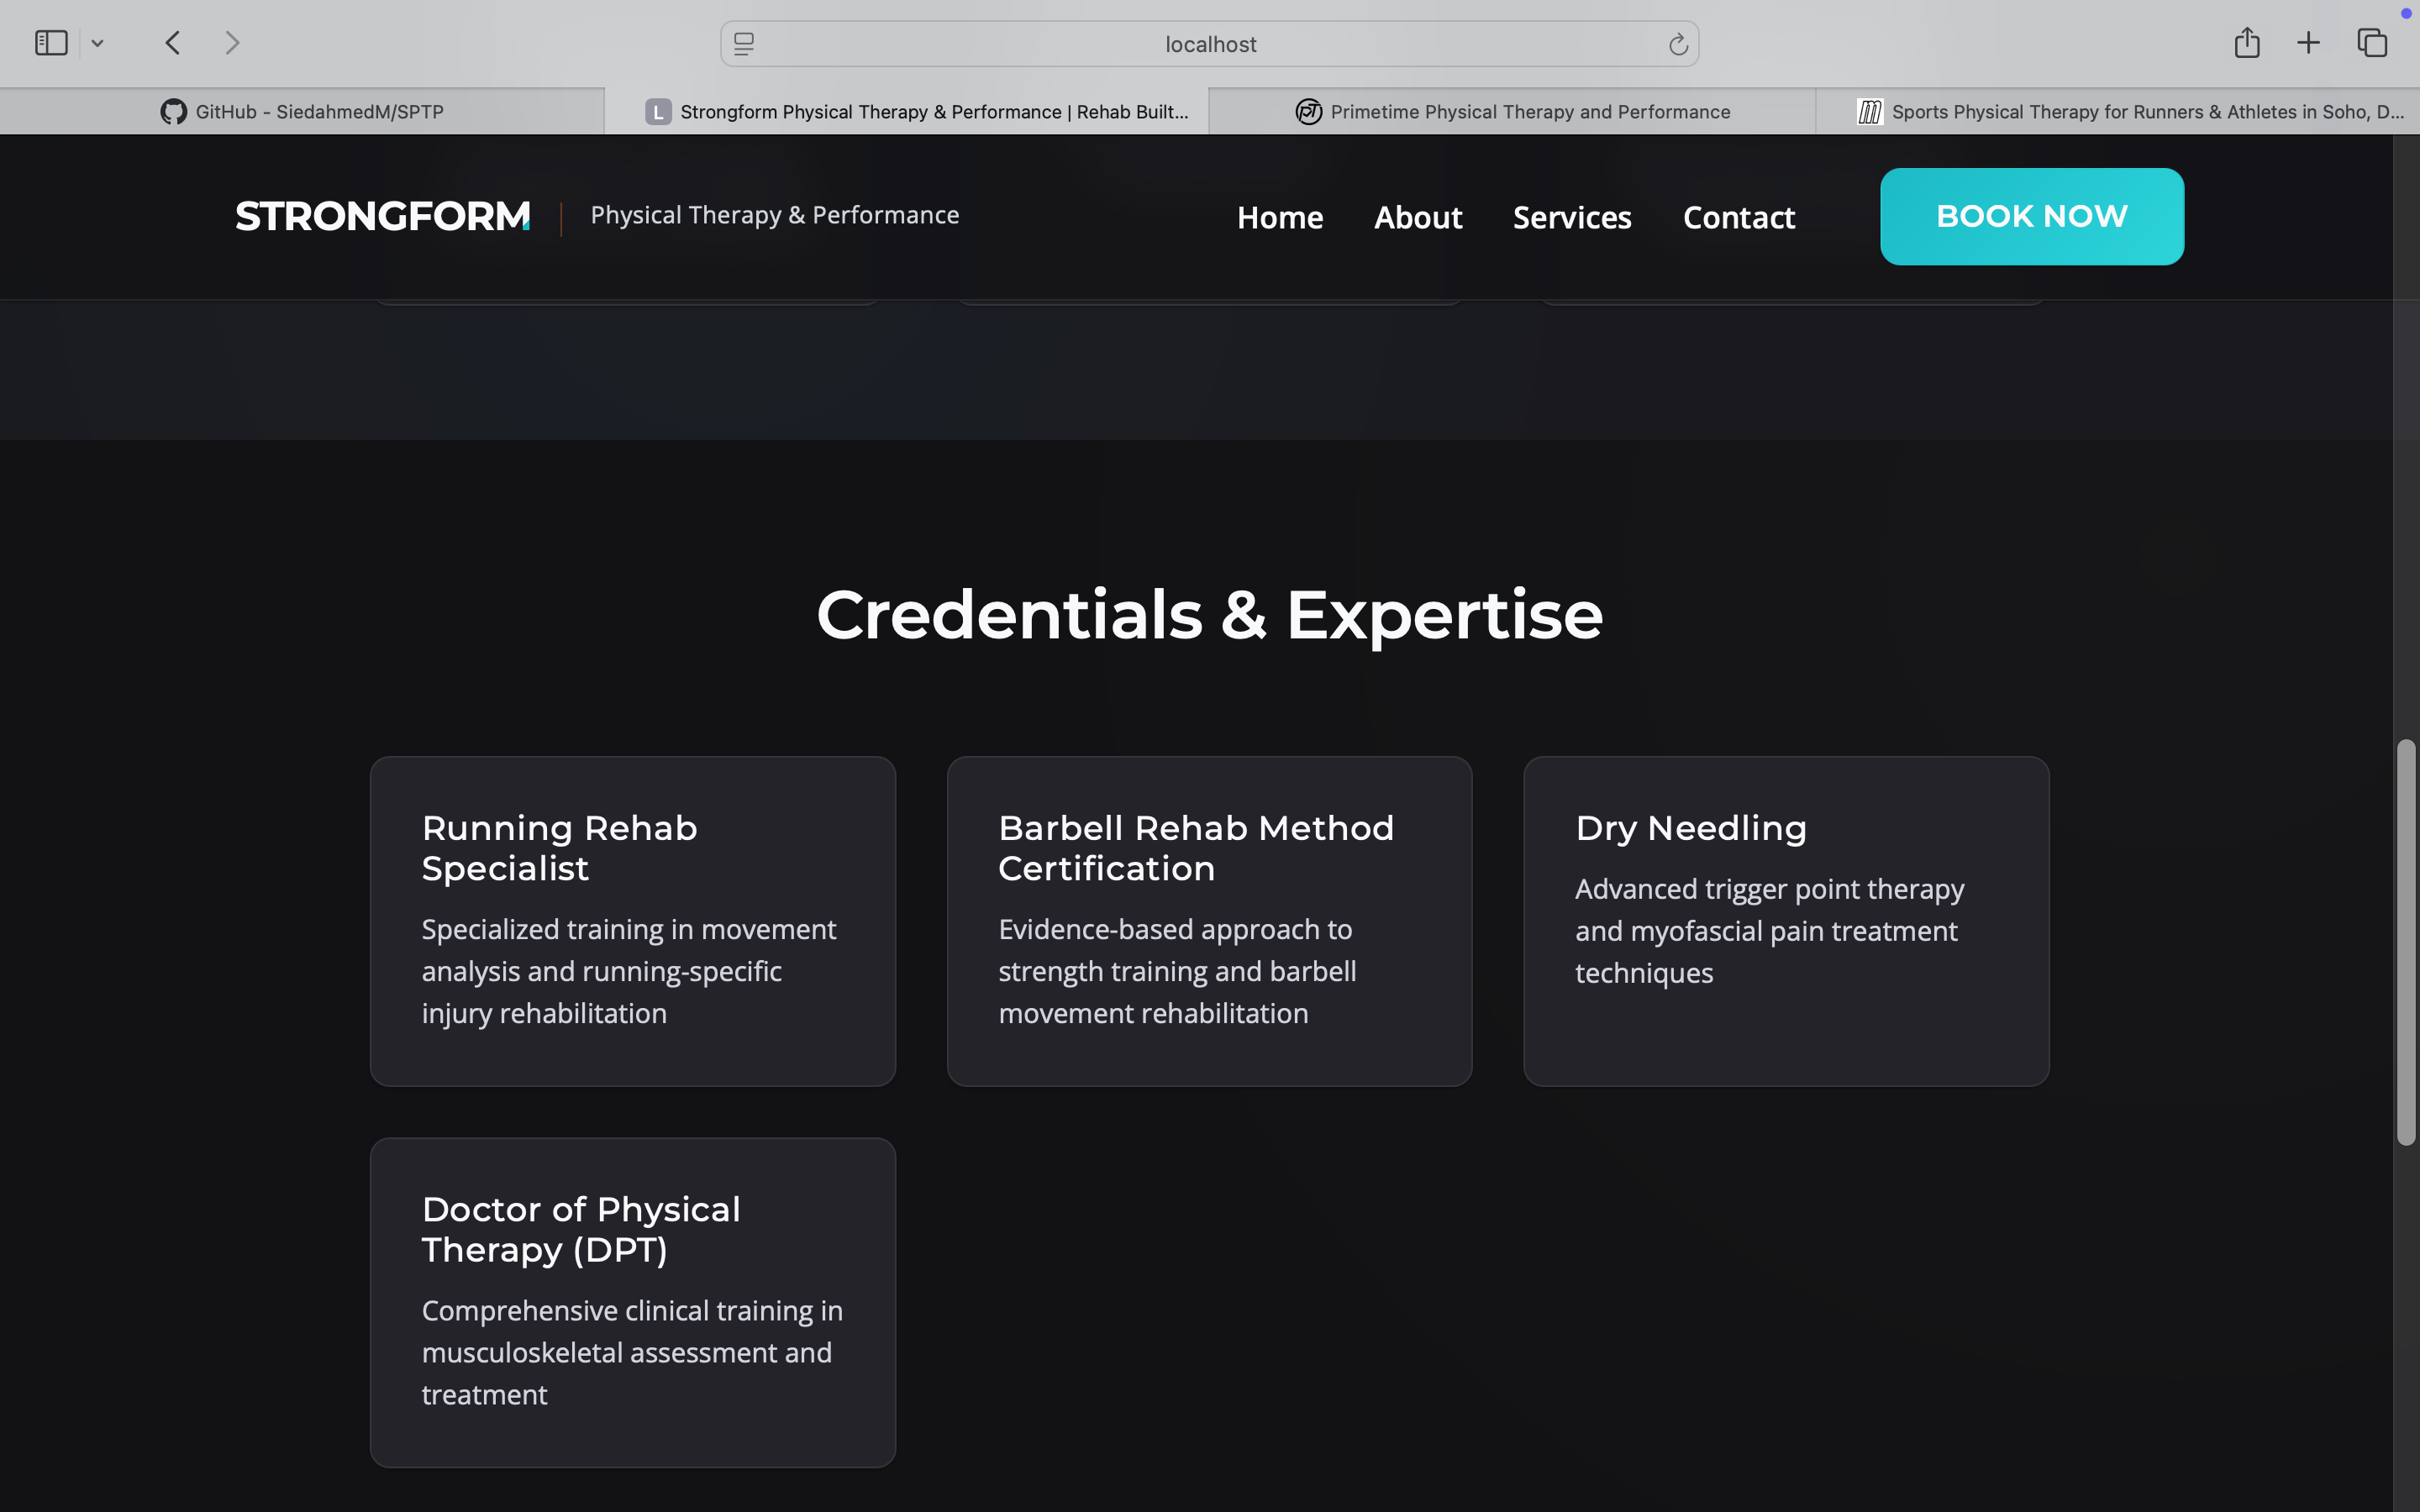 localhost
GitHub - SiedahmedM/SPTP
L
Strongform Physical Therapy & Performance | Rehab Built...
Primetime Physical Therapy and Performance
Sports Physical Therapy for Runners & Athletes in Soho, D...
STRONGFORM
Physical Therapy & Performance
Home
About
Services
Contact
BOOK NOW
Credentials & Expertise
Running Rehab
Specialist
Specialized training in movement
analysis and running-specific
injury rehabilitation
Barbell Rehab Method
Certification
Evidence-based approach to
strength training and barbell
movement rehabilitation
Dry Needling
Advanced trigger point therapy
and myofascial pain treatment
techniques
Doctor of Physical
Therapy (DPT)
Comprehensive clinical training in
musculoskeletal assessment and
treatment